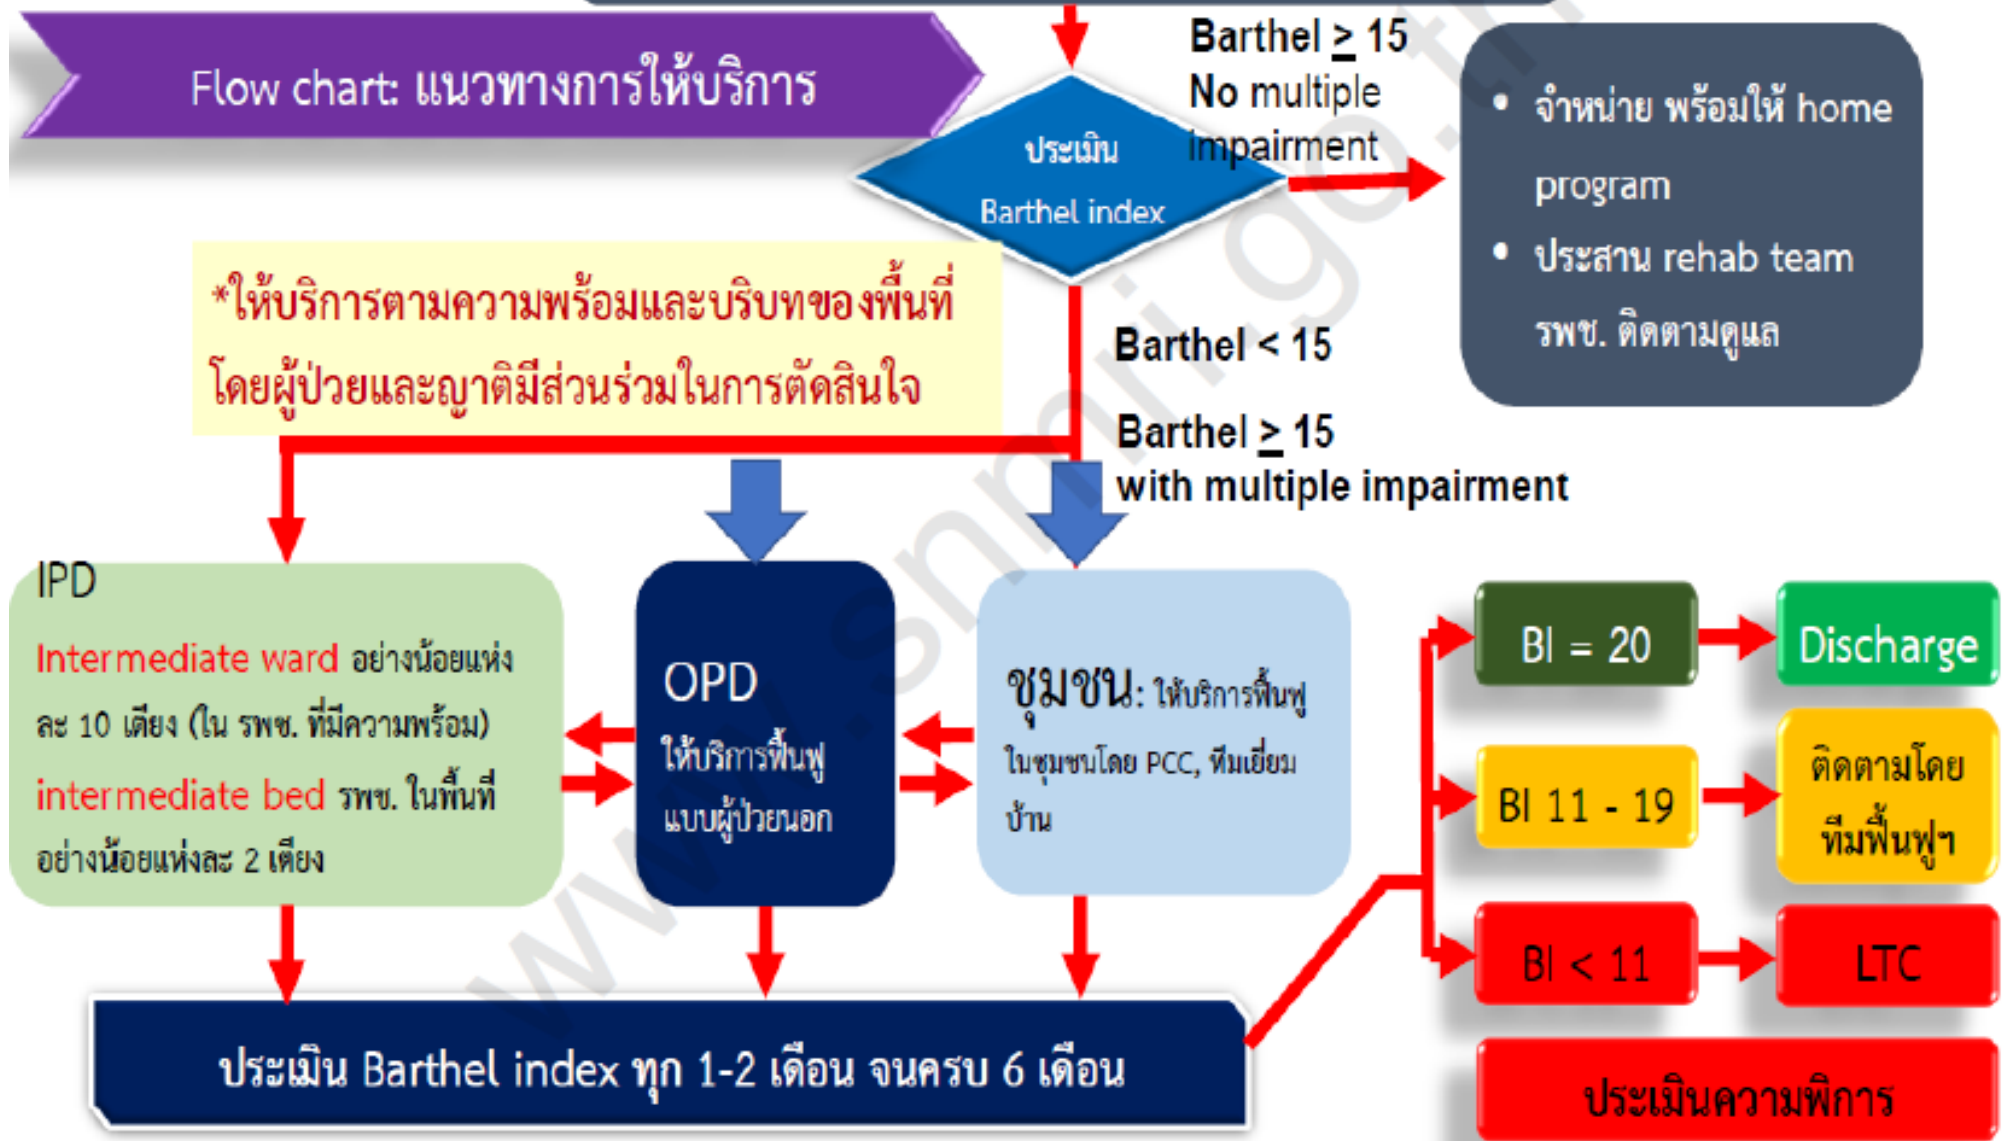 Flow chart: แนวทางการให้บริการ
Barthel ≥ 15
No multiple
impairment
ประเมิน
Barthel index
• จำหน่าย พร้อมให้ home
program
• ประสาน rehab team
รพช. ติดตามดูแล
*ให้บริการตามความพร้อมและบริบทของพื้นที่
โดยผู้ป่วยและญาติมีส่วนร่วมในการตัดสินใจ
Barthel < 15
Barthel ≥ 15
with multiple impairment
IPD
Intermediate ward อย่างน้อยแห่ง
ละ 10 เตียง (ใน รพช. ที่มีความพร้อม)
intermediate bed รพช. ในพื้นที่
อย่างน้อยแห่งละ 2 เตียง
OPD
ให้บริการฟื้นฟู
แบบผู้ป่วยนอก
ชุมชน: ให้บริการฟื้นฟู
ในชุมชนโดย PCC, ทีมเยี่ยม
บ้าน
BI = 20
Discharge
BI 11 - 19
ติดตามโดย
ทีมฟื้นฟูฯ
BI < 11
LTC
ประเมิน Barthel index ทุก 1-2 เดือน จนครบ 6 เดือน
ประเมินความพิการ
www.snmri.go.th